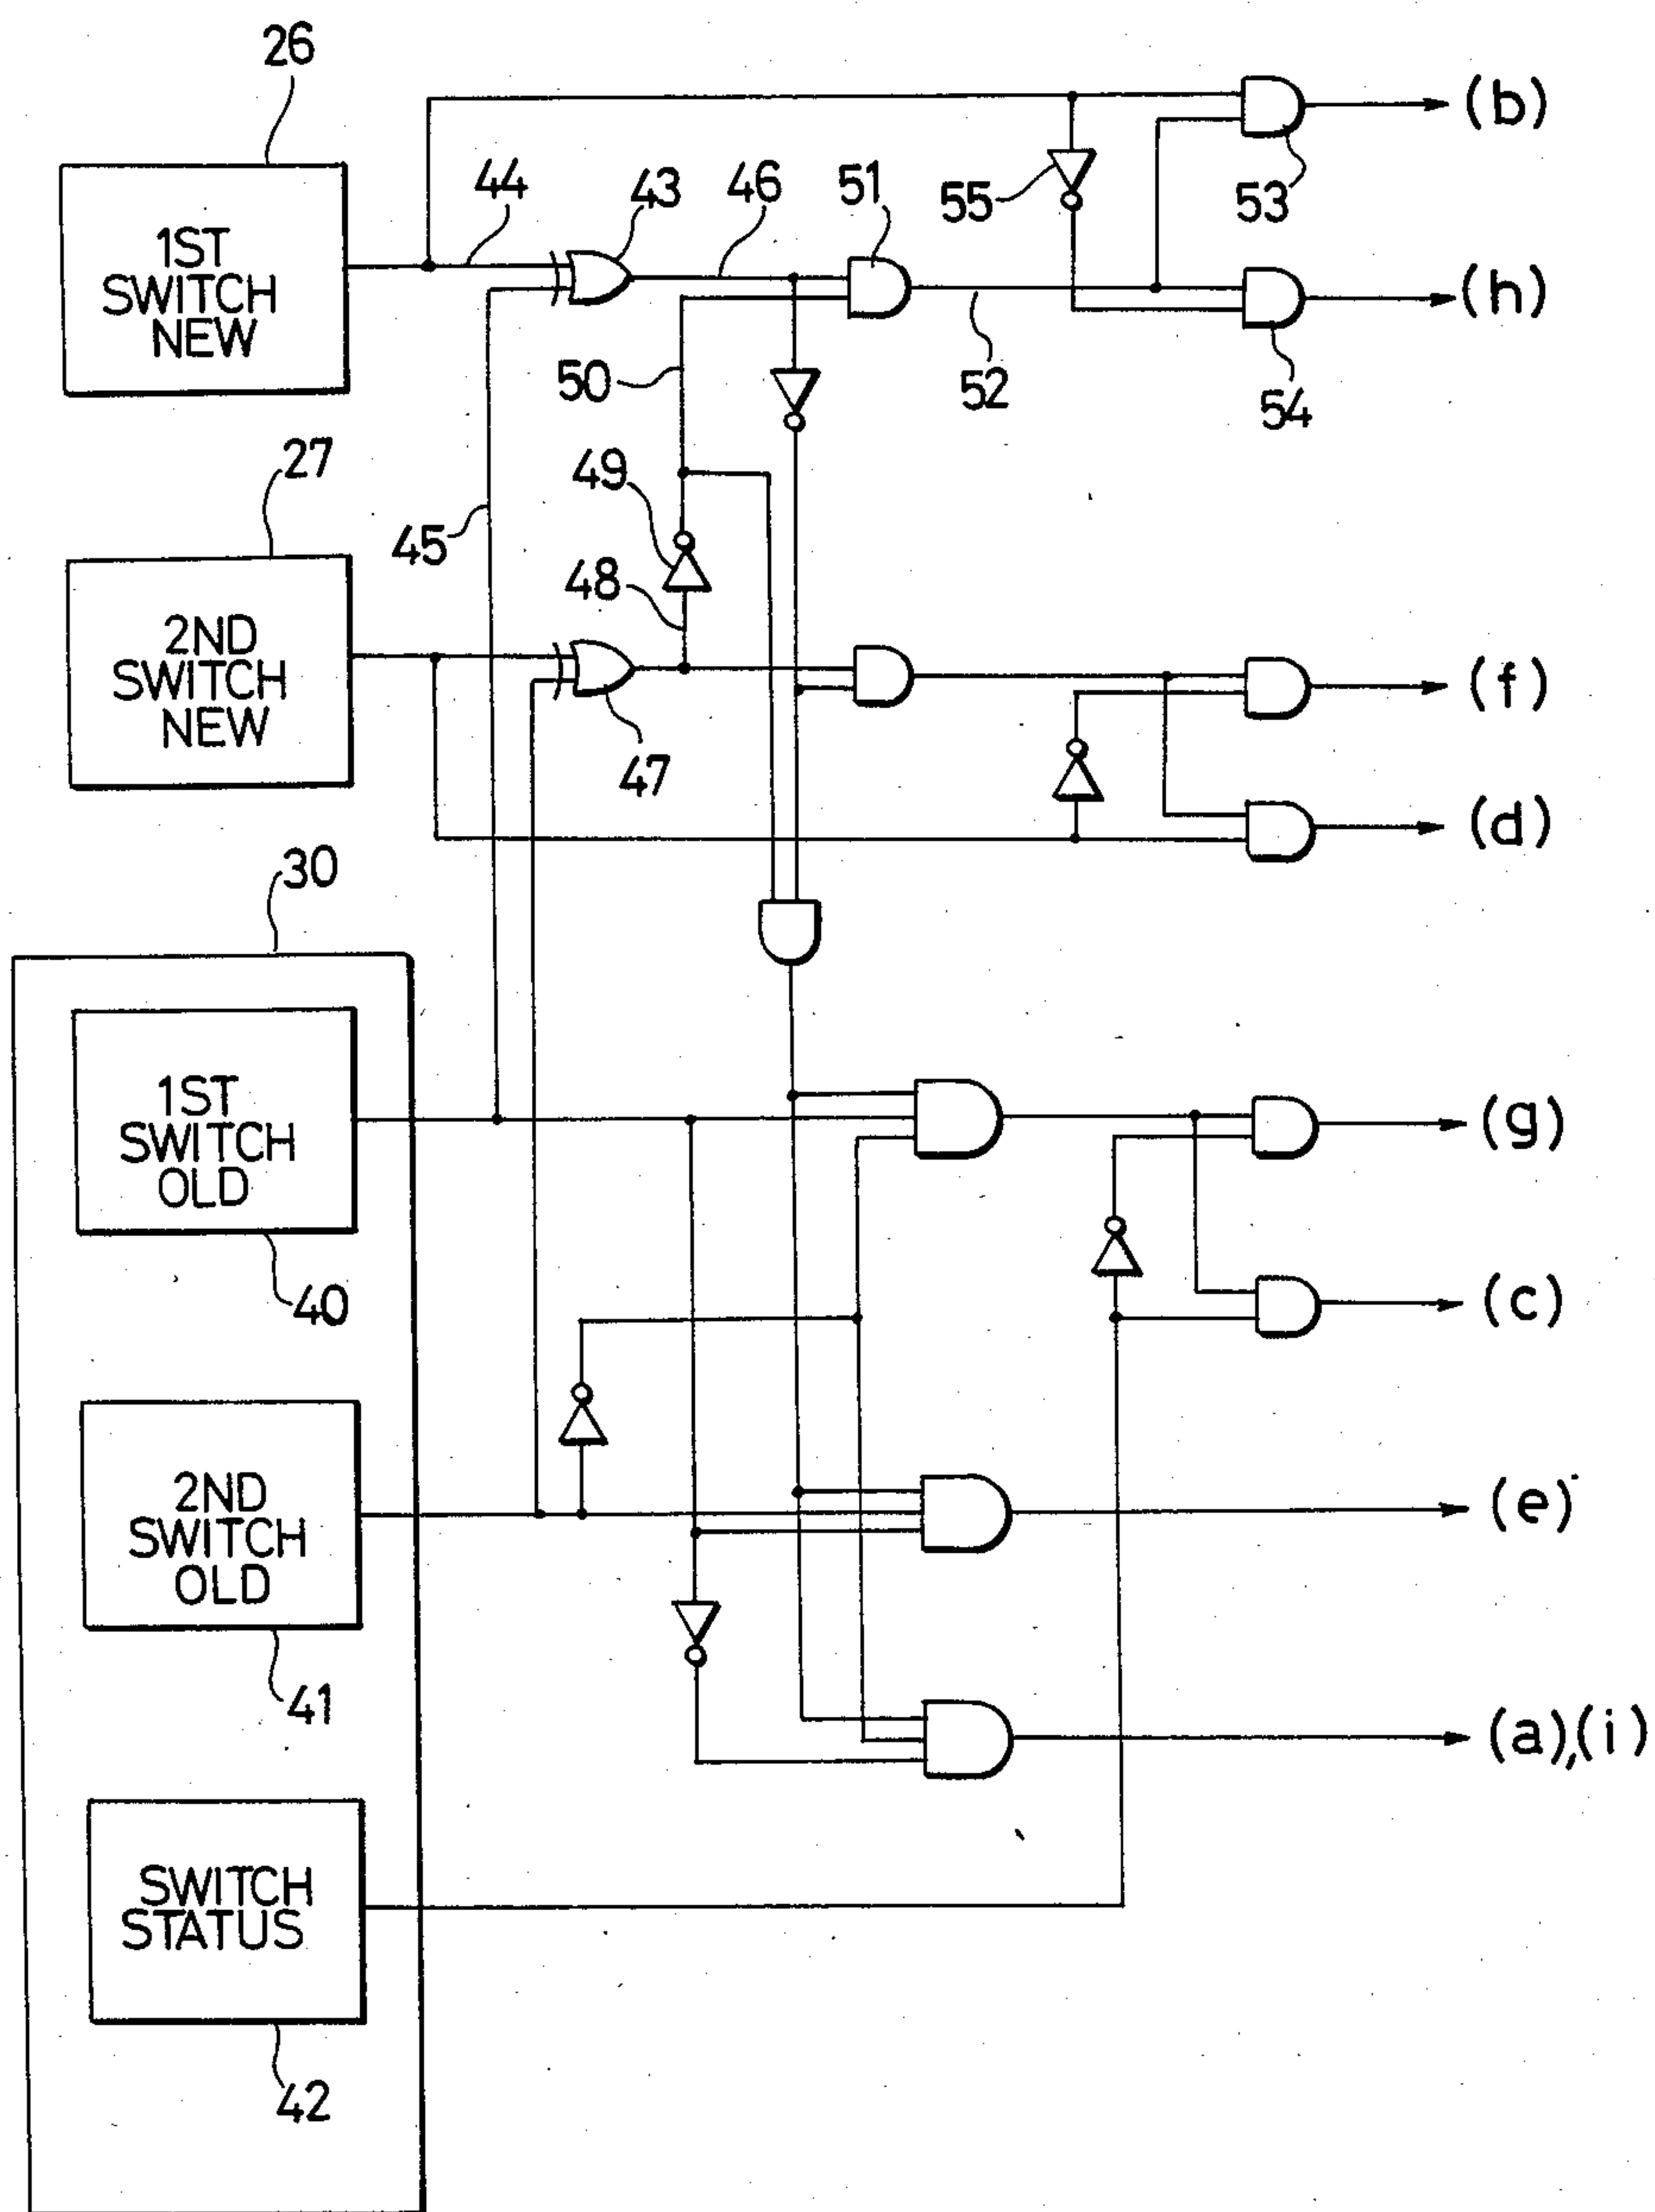 26
(b)
1ST
SWITCH
NEW
44
43
46
51
55
53
(h)
50
52
54
27
49
45
48
2ND
SWITCH
NEW
(f)
47
(d)
30
1ST
SWITCH
OLD
(g)
40
(c)
2ND
SWITCH
OLD
(e)
41
(a),(i)
SWITCH
STATUS
42